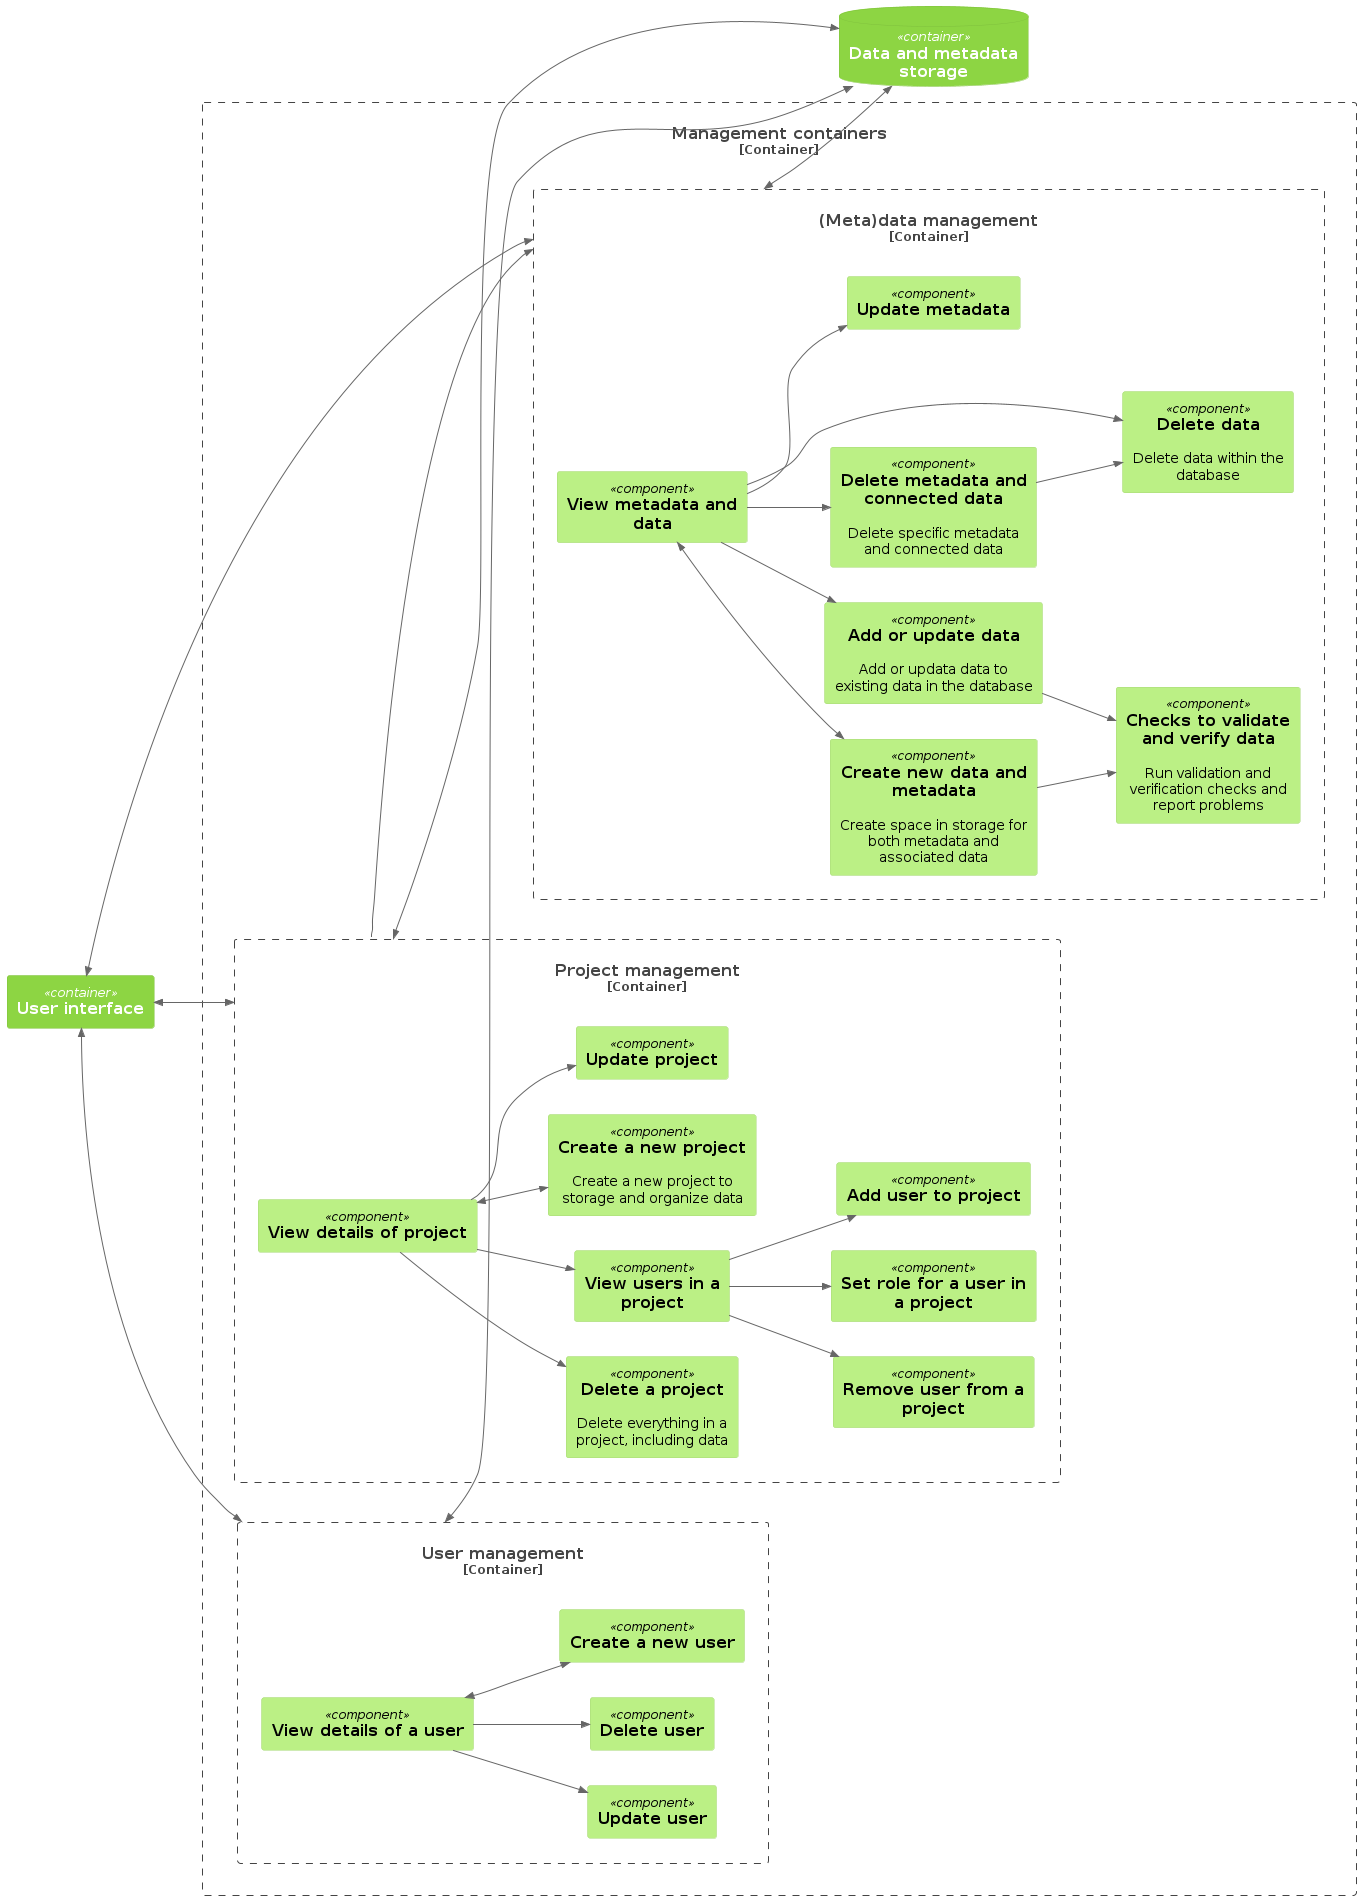 «container»
Data and metadata
storage
Management containers
[Container]
(Meta)data management
[Container]
«component»
Update metadata
«component»
Delete data
Delete data within the
database
«component»
Delete metadata and
connected data
Delete specific metadata
and connected data
«component»
View metadata and
data
«component»
Add or update data
Add or updata data to
existing data in the database
«component»
Checks to validate
and verify data
Run validation and
verification checks and
report problems
«component»
Create new data and
metadata
Create space in storage for
both metadata and
associated data
«container»
User interface
Project management
[Container]
«component»
Update project
«component»
Create a new project
Create a new project to
storage and organize data
«component»
Add user to project
«component»
View details of project
«component»
View users in a
project
«component»
Set role for a user in
a project
«component»
Delete a project
Delete everything in a
project, including data
«component»
Remove user from a
project
User management
[Container]
«component»
Create a new user
«component»
View details of a user
«component»
Delete user
«component»
Update user